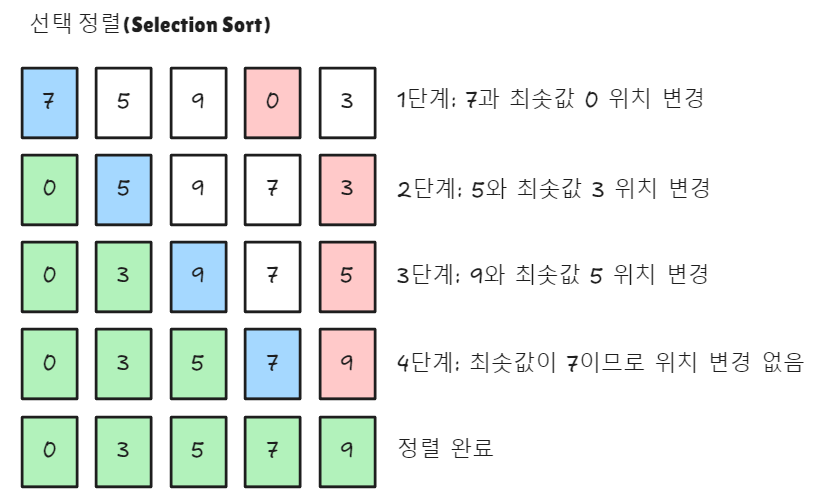 선택 정렬(Selection Sort)
7 5 9 0 3 1단계: 7과 최솟값 0 위치 변경
0 5 9 7 3 2단계: 5와 최솟값 3 위치 변경
0 3 9 7 5 3단계: 9와 최솟값 5 위치 변경
0 3 5 7 9 4단계: 최솟값이 7이므로 위치 변경 없음
0 3 5 7 9 정렬 완료